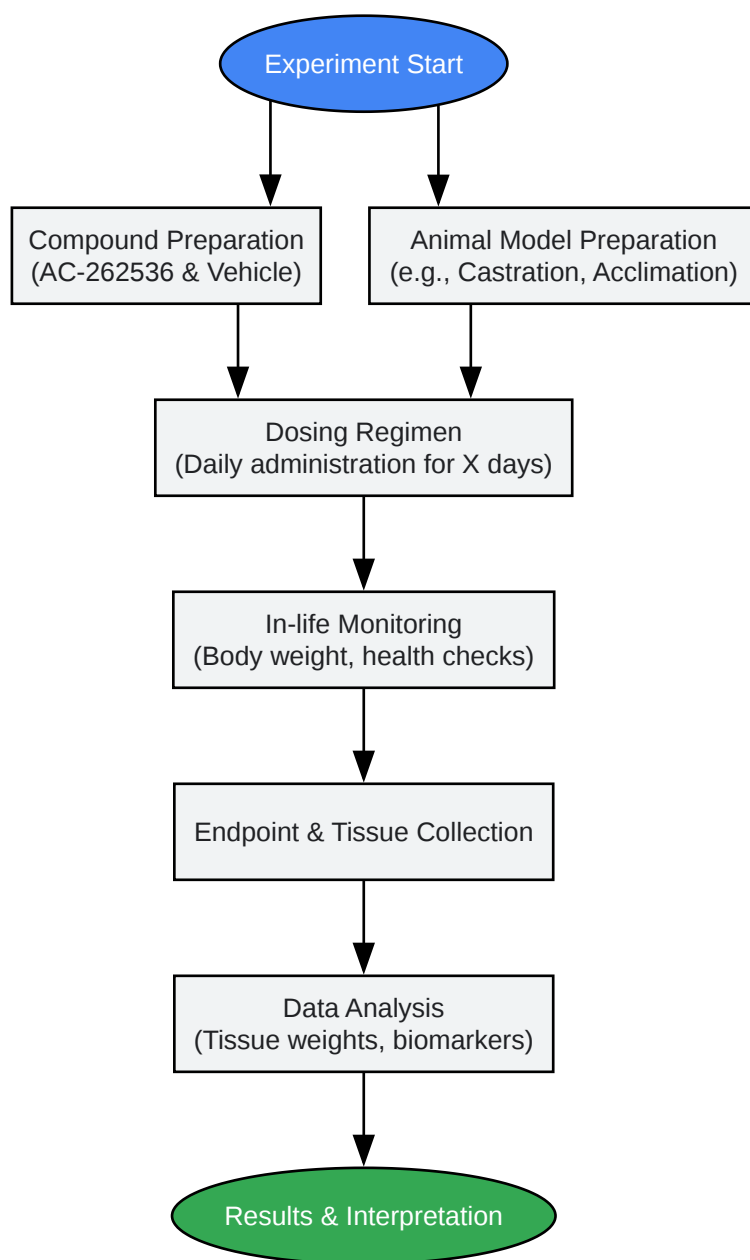 Experiment Start
Compound Preparation
(AC-262536 & Vehicle)
Animal Model Preparation
(e.g., Castration, Acclimation)
Dosing Regimen
(Daily administration for X days)
In-life Monitoring
(Body weight, health checks)
Endpoint & Tissue Collection
Data Analysis
(Tissue weights, biomarkers)
Results & Interpretation